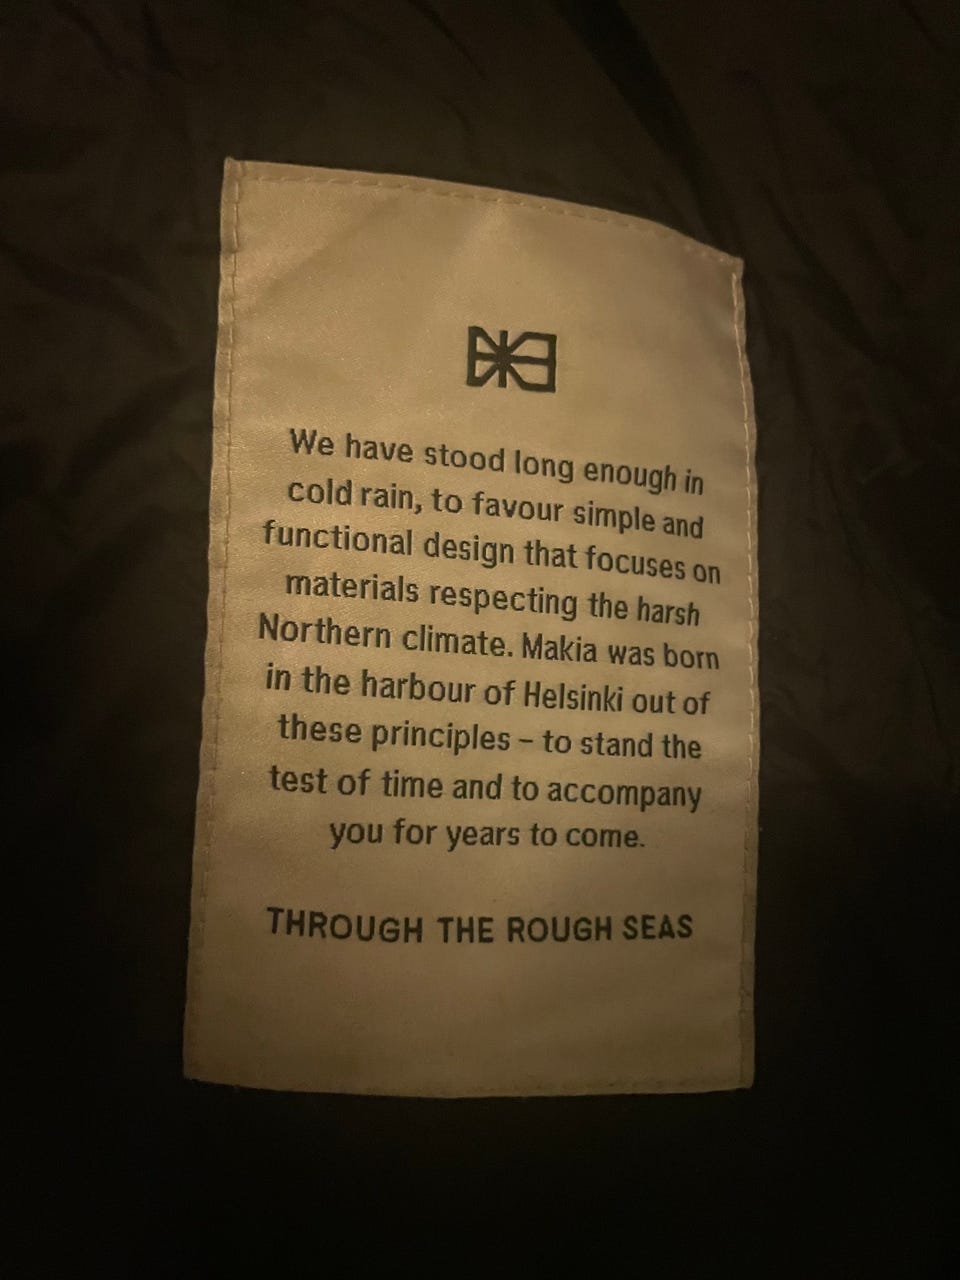 We have stood long enough in
cold rain, to favour simple and
functional design that focuses on
materials respecting the harsh
Northern climate. Makia was born
in the harbour of Helsinki out of
these principles – to stand the
test of time and to accompany
you for years to come.
THROUGH THE ROUGH SEAS